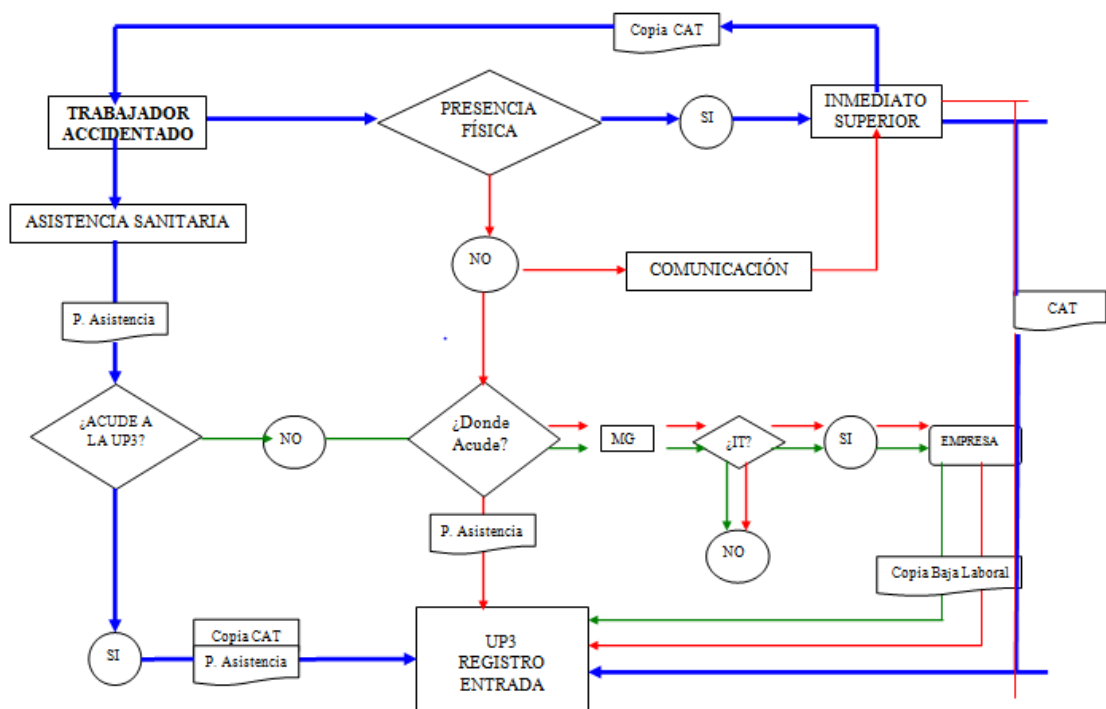 Copia CAT
TRABAJADOR
ACCIDENTADO
PRESENCIA
FÍSICA
SI
INMEDIATO
SUPERIOR
ASISTENCIA SANITARIA
NO
COMUNICACIÓN
P. Asistencia
CAT
¿ACUDE A
LA UP3?
NO
¿Donde
Acude?
MG
¿IT?
SI
EMPRESA
P. Asistencia
NO
Copia Baja Laboral
SI
Copia CAT
P. Asistencia
UP3
REGISTRO
ENTRADA